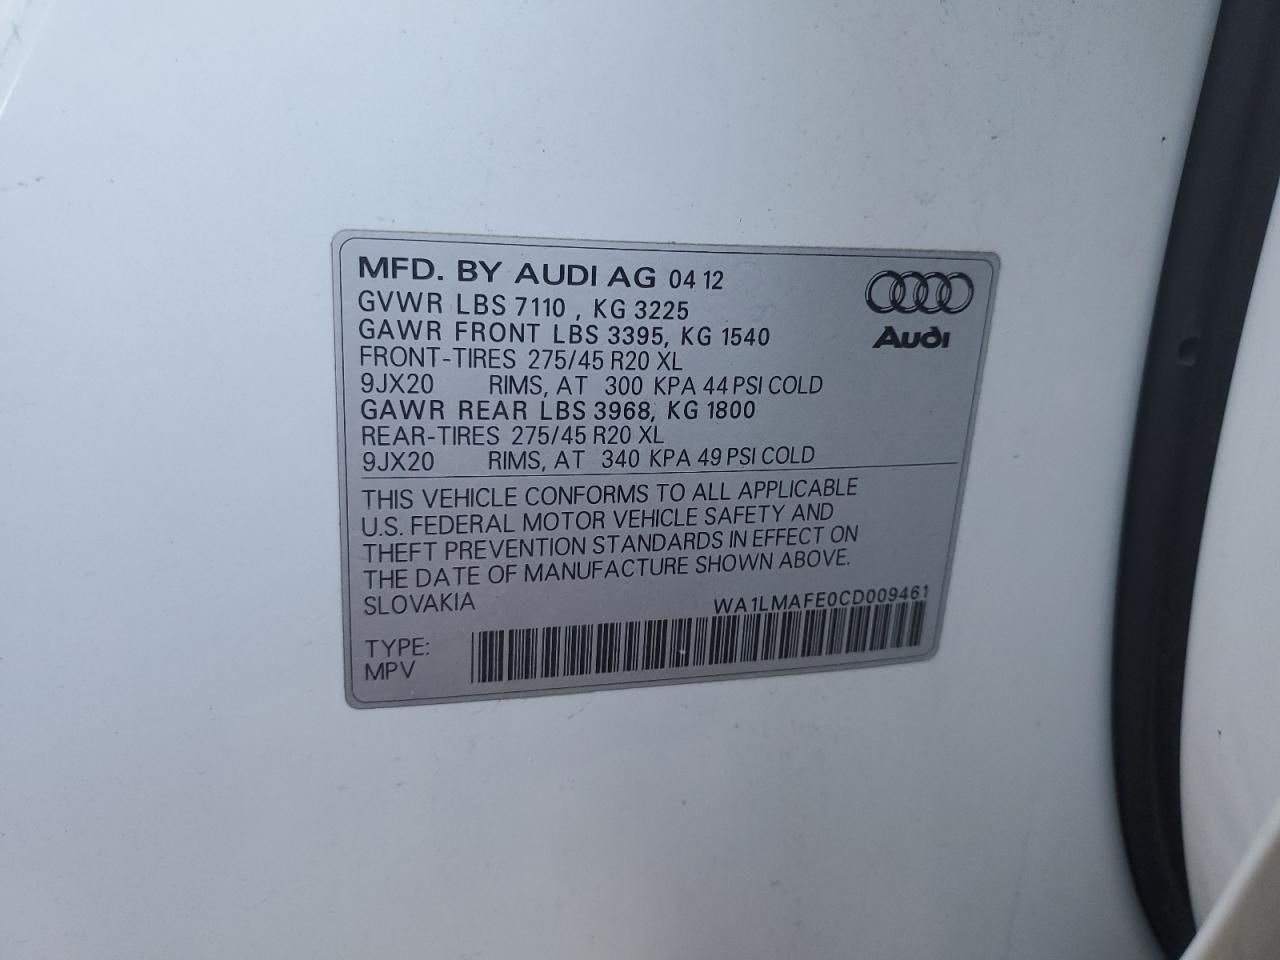 MFD. BY AUDI AG 04 12
GVWR LBS 7110 , KG 3225
GAWR FRONT LBS 3395, KG 1540
FRONT-TIRES 275/45 R20 XL
9JX20 RIMS, AT 300 KPA 44 PSI COLD
GAWR REAR LBS 3968, KG 1800
REAR-TIRES 275/45 R20 XL
9JX20 RIMS, AT 340 KPA 49 PSI COLD
Audi
THIS VEHICLE CONFORMS TO ALL APPLICABLE
U.S. FEDERAL MOTOR VEHICLE SAFETY AND
THEFT PREVENTION STANDARDS IN EFFECT ON
THE DATE OF MANUFACTURE SHOWN ABOVE.
SLOVAKIA WA1LMAFE0CD009461
TYPE:
MPV